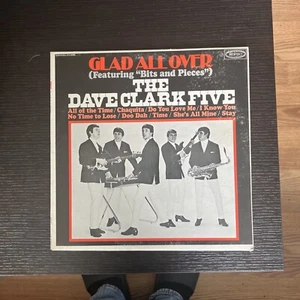 GLAD ALL OVER
(Featuring "Bits and Pieces")
THE
DAVE CLARK FIVE
All of the Time / Chaquita / Do You Love Me / I Know You
No Time to Lose / Doo Dah / Time / She's All Mine / Stay